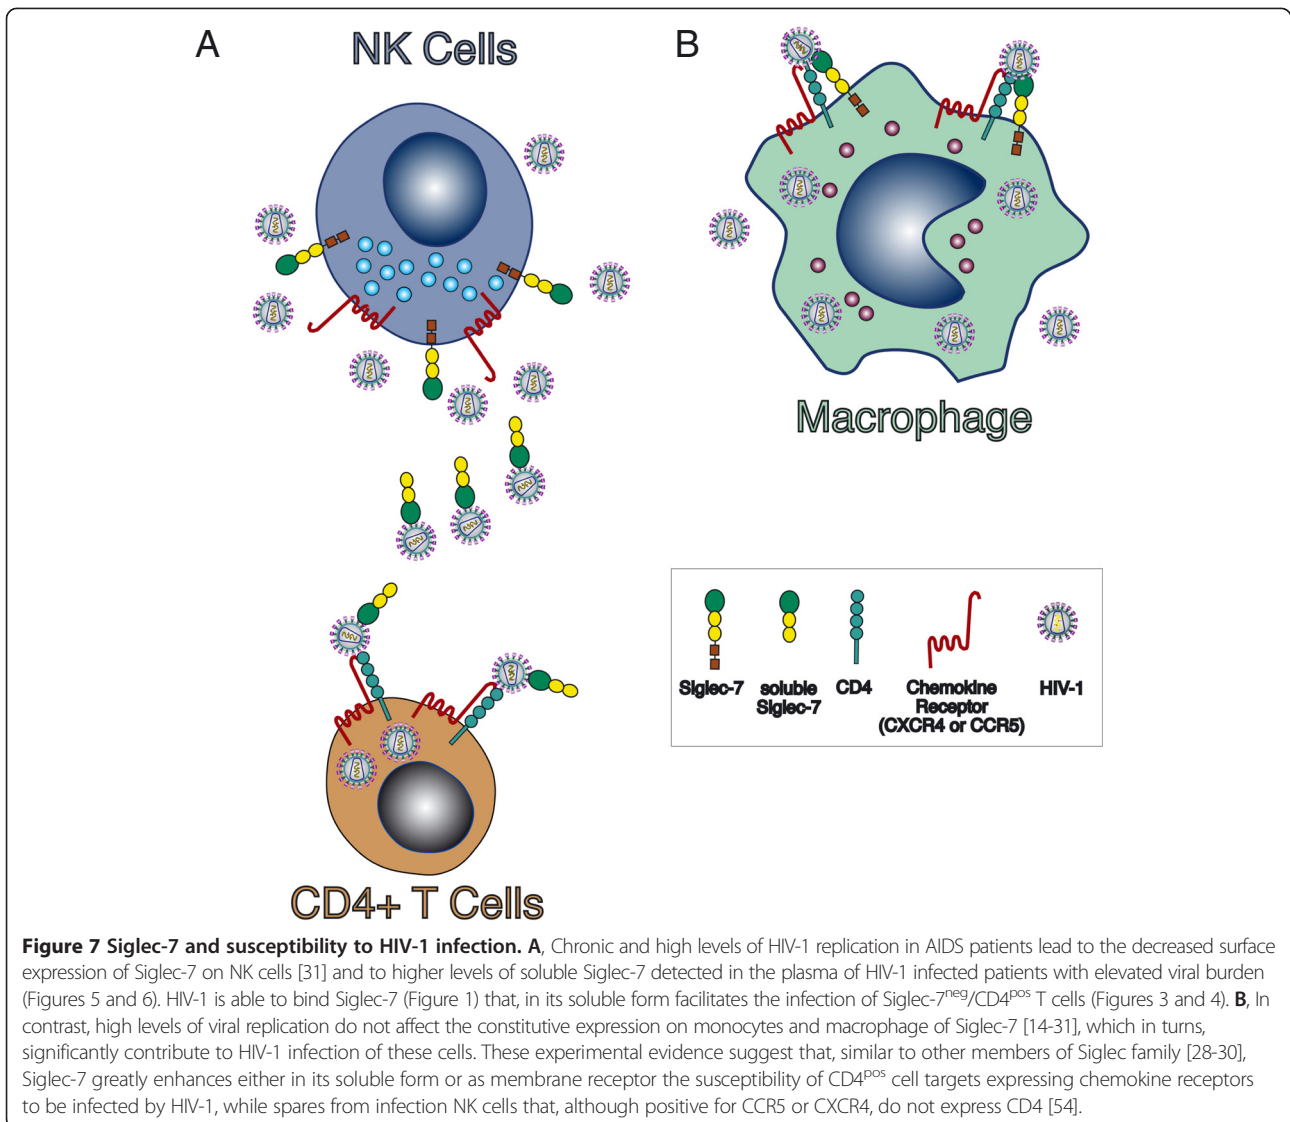 A
NK Cells
B
Macrophage
CD4+ T Cells
Siglec-7
soluble
Siglec-7
CD4
Chemokine
Receptor
(CXCR4 or CCR5)
HIV-1
Figure 7 Siglec-7 and susceptibility to HIV-1 infection. A, Chronic and high levels of HIV-1 replication in AIDS patients lead to the decreased surface
expression of Siglec-7 on NK cells [31] and to higher levels of soluble Siglec-7 detected in the plasma of HIV-1 infected patients with elevated viral burden
(Figures 5 and 6). HIV-1 is able to bind Siglec-7 (Figure 1) that, in its soluble form facilitates the infection of Siglec-7neg/CD4pos T cells (Figures 3 and 4). B, In
contrast, high levels of viral replication do not affect the constitutive expression on monocytes and macrophage of Siglec-7 [14-31], which in turns,
significantly contribute to HIV-1 infection of these cells. These experimental evidence suggest that, similar to other members of Siglec family [28-30],
Siglec-7 greatly enhances either in its soluble form or as membrane receptor the susceptibility of CD4pos cell targets expressing chemokine receptors
to be infected by HIV-1, while spares from infection NK cells that, although positive for CCR5 or CXCR4, do not express CD4 [54].